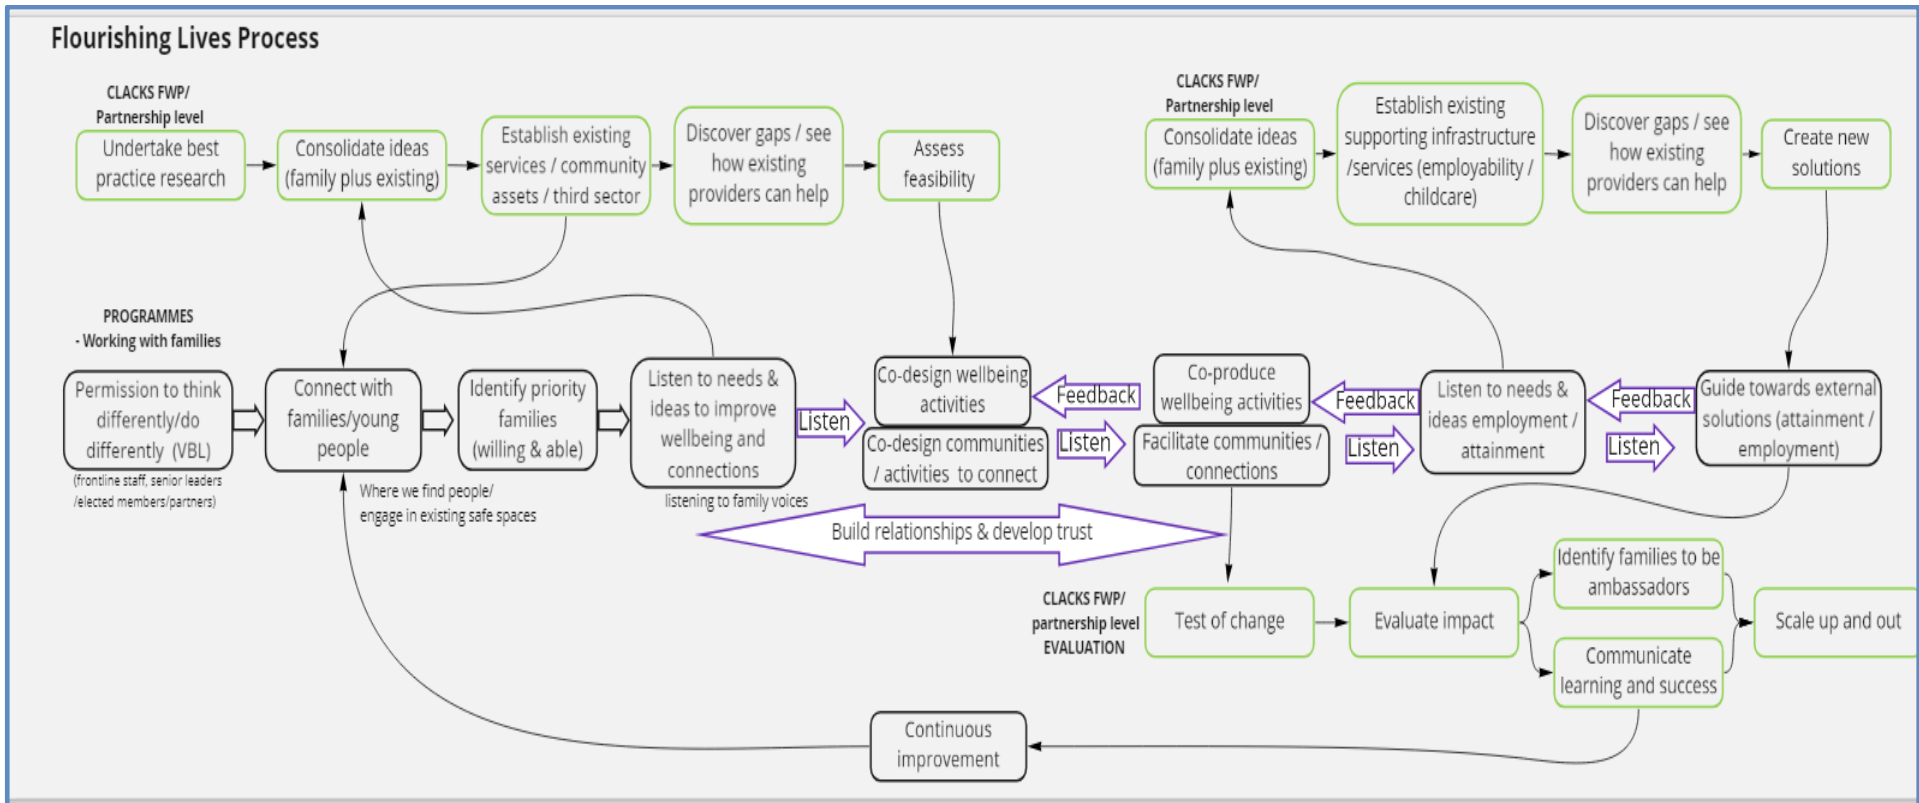 Flourishing Lives Process
CLACKS FWP/
Partnership level
Undertake best
practice research
Consolidate ideas
(family plus existing)
Establish existing
services / community
assets / third sector
Discover gaps / see
how existing
providers can help
Assess
feasibility
CLACKS FWP/
Partnership level
Consolidate ideas
(family plus existing)
Establish existing
supporting infrastructure
/services (employability /
childcare)
Discover gaps / see
how existing
providers can help
Create new
solutions
PROGRAMMES
- Working with families
Permission to think
differently/do
differently (VBL)
(frontline staff, senior leaders
/elected members/partners)
Connect with
families/young
people
Where we find people/
engage in existing safe spaces
Identify priority
families
(willing & able)
Listen to needs &
ideas to improve
wellbeing and
connections
listening to family voices
Listen
Co-design wellbeing
activities
Co-design communities
/ activities to connect
Feedback
Listen
Co-produce
wellbeing activities
Facilitate communities /
connections
Feedback
Listen
Listen to needs &
ideas employment /
attainment
Feedback
Listen
Guide towards external
solutions (attainment /
employment)
Build relationships & develop trust
CLACKS FWP/
partnership level
EVALUATION
Test of change
Evaluate impact
Identify families to be
ambassadors
Communicate
learning and success
Scale up and out
Continuous
improvement